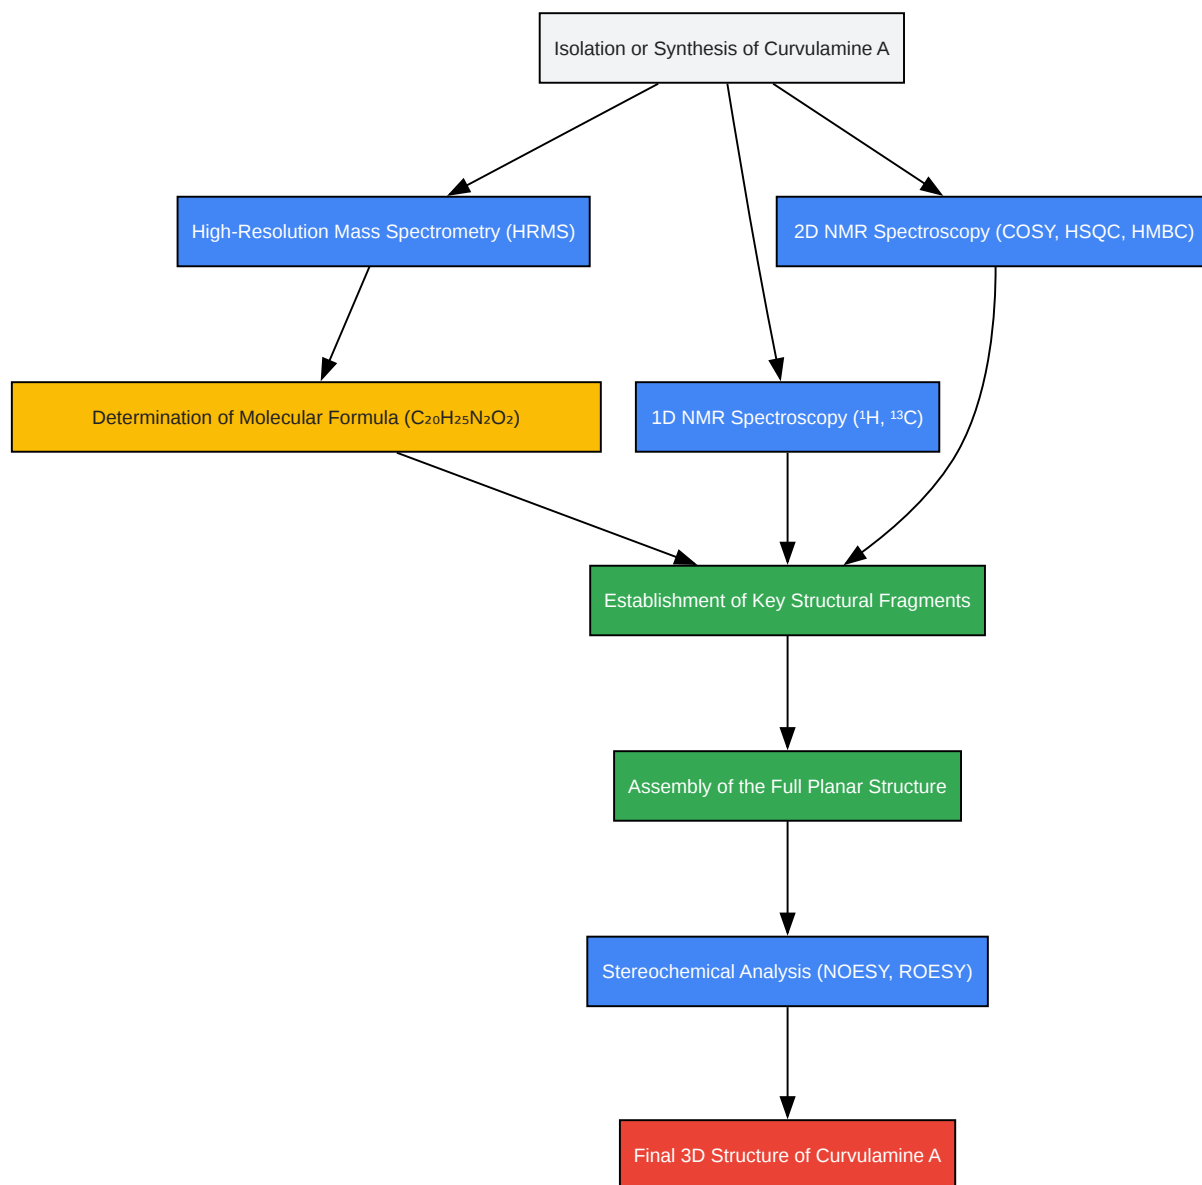 Isolation or Synthesis of Curvulamine A
High-Resolution Mass Spectrometry (HRMS)
2D NMR Spectroscopy (COSY, HSQC, HMBC)
Determination of Molecular Formula (C₂₀H₂₅N₂O₂)
1D NMR Spectroscopy (¹H, ¹³C)
Establishment of Key Structural Fragments
Assembly of the Full Planar Structure
Stereochemical Analysis (NOESY, ROESY)
Final 3D Structure of Curvulamine A